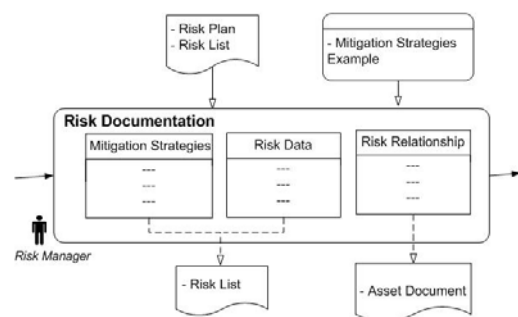 - Risk Plan
- Risk List
- Mitigation Strategies
Example
Risk Documentation
Mitigation Strategies
---
---
---
Risk Data
---
---
---
Risk Relationship
---
---
---
Risk Manager
- Risk List
- Asset Document